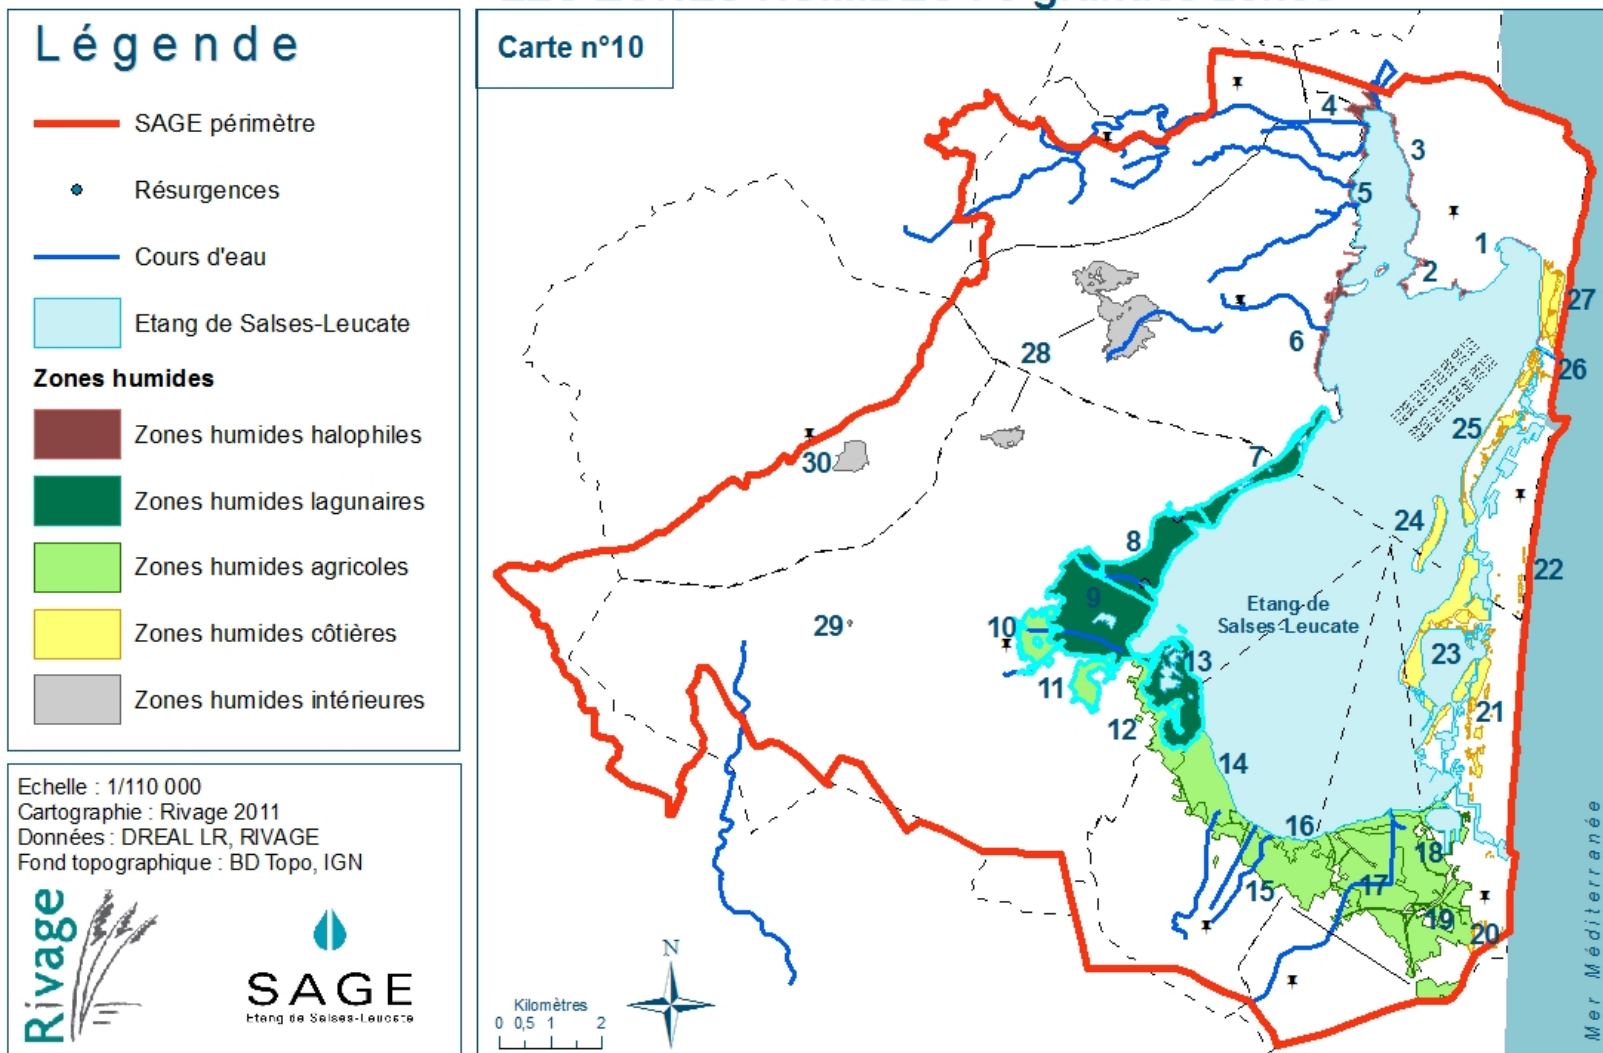 Légende
SAGE périmètre
Résurgences
Cours d'eau
Etang de Salses-Leucate
Zones humides
Zones humides halophiles
Zones humides lagunaires
Zones humides agricoles
Zones humides côtières
Zones humides intérieures
Echelle : 1/110 000
Cartographie : Rivage 2011
Données : DREAL LR, RIVAGE
Fond topographique : BD Topo, IGN
Rivage
SAGE
Etang de Salses-Leucate
Carte n°10
4
3
5
1
2
27
28
6
26
25
7
30
24
8
22
9
Etang de
Salses-Leucate
29
10
23
13
11
21
12
14
16
18
17
15
19
20
N
Kilomètres
0 0,5 1 2
Mer Méditerranée